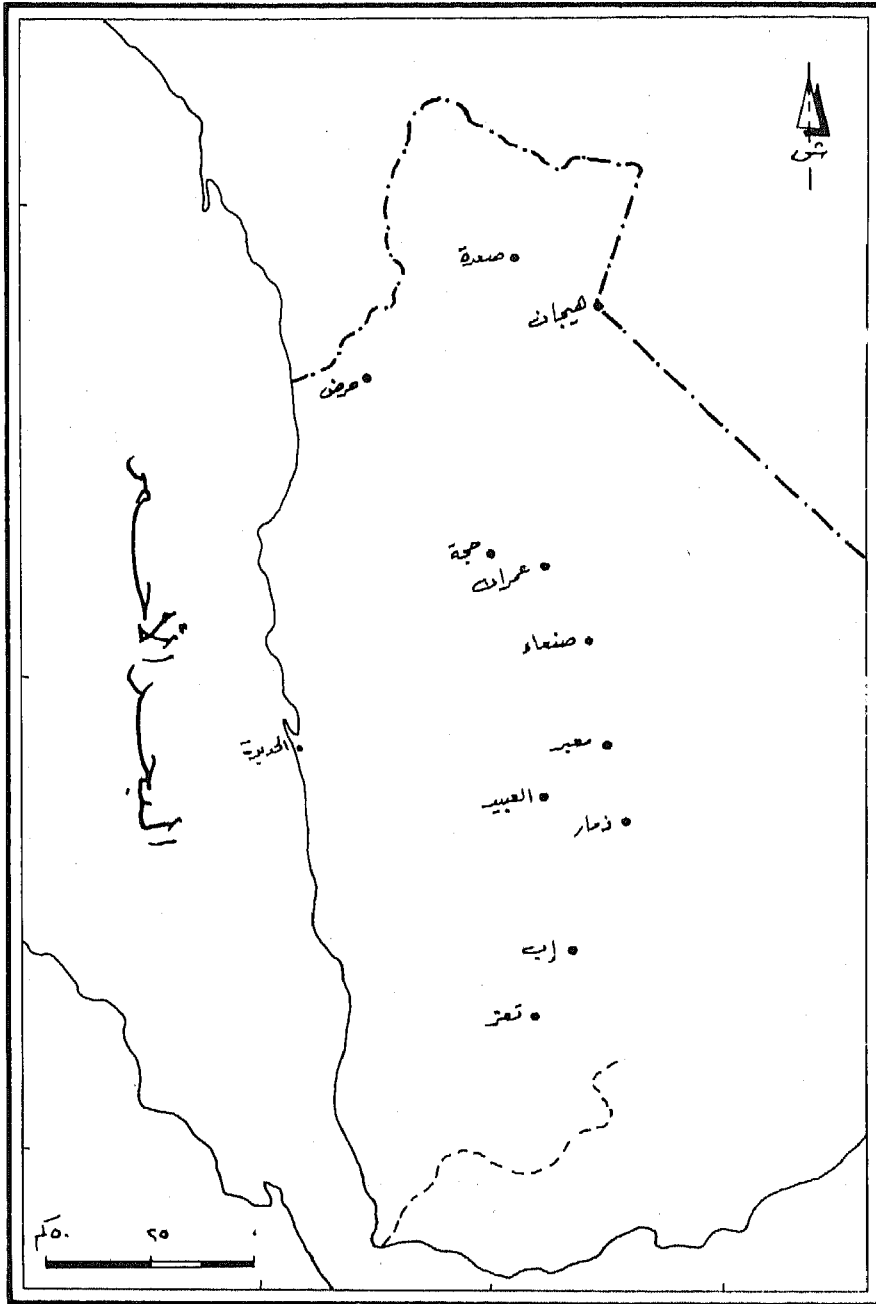 ش
صعدة
هيجان
حرض
حجة
عمران
صنعاء
البحر الأحمر
الحديدة
معبر
العبيد
ذمار
إب
تعز
٥٠كم ٢٥ ٠